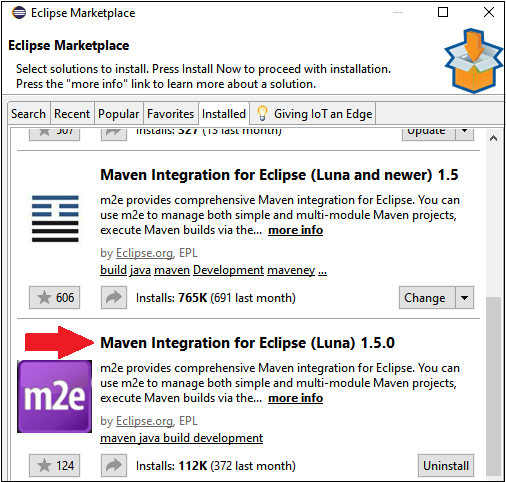 Eclipse Marketplace
Eclipse Marketplace
Select solutions to install. Press Install Now to proceed with installation.
Press the "more info" link to learn more about a solution.
Search Recent Popular Favorites Installed Giving IoT an Edge
507 Installs: 327 (13 last month) Update
Maven Integration for Eclipse (Luna and newer) 1.5
m2e provides comprehensive Maven integration for Eclipse. You can
use m2e to manage both simple and multi-module Maven projects,
execute Maven builds via the... more info
by Eclipse.org, EPL
build java maven Development maveney ...
606 Installs: 765K (691 last month) Change
Maven Integration for Eclipse (Luna) 1.5.0
m2e
m2e provides comprehensive Maven integration for Eclipse. You can
use m2e to manage both simple and multi-module Maven projects,
execute Maven builds via the... more info
by Eclipse.org, EPL
maven java build development
124 Installs: 112K (372 last month) Uninstall